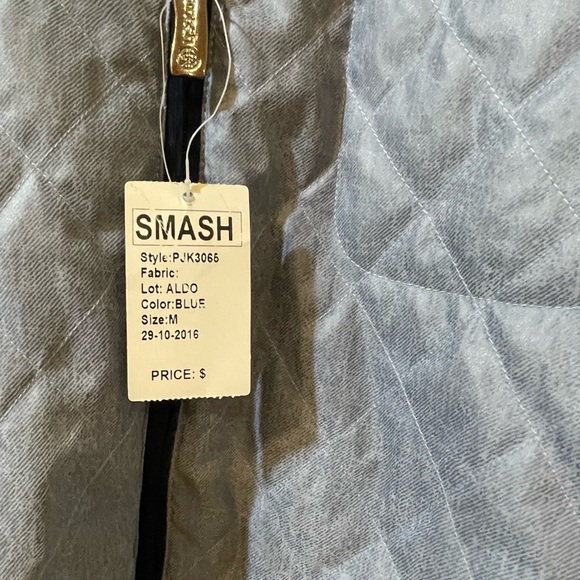 SMASH
Style:PJK3065
Fabric:
Lot: ALDO
Color:BLUE
Size:M
29-10-2016
PRICE: $